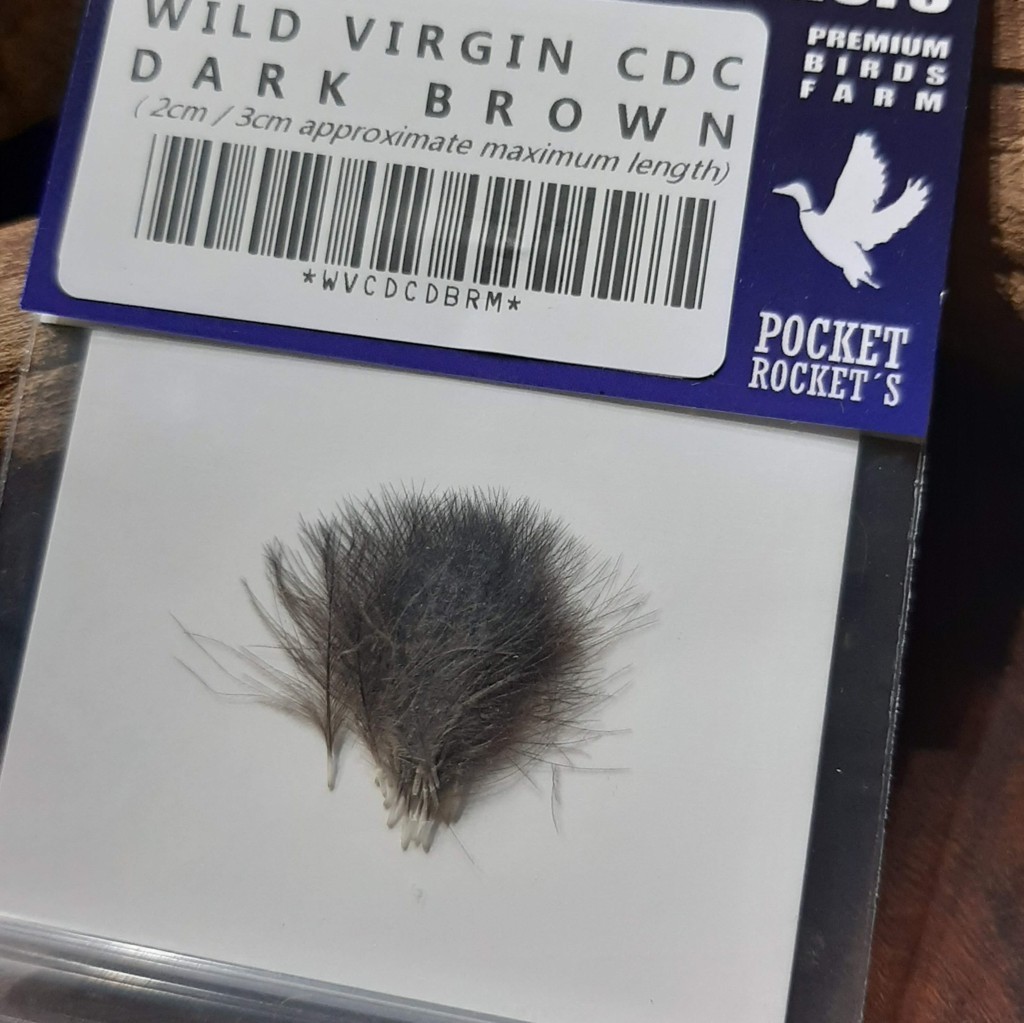 WILD VIRGIN CDC
DARK BROWN
( 2cm / 3cm approximate maximum length)
*WVCDCDBRM*
PREMIUM
BIRDS
FARM
POCKET
ROCKET´S